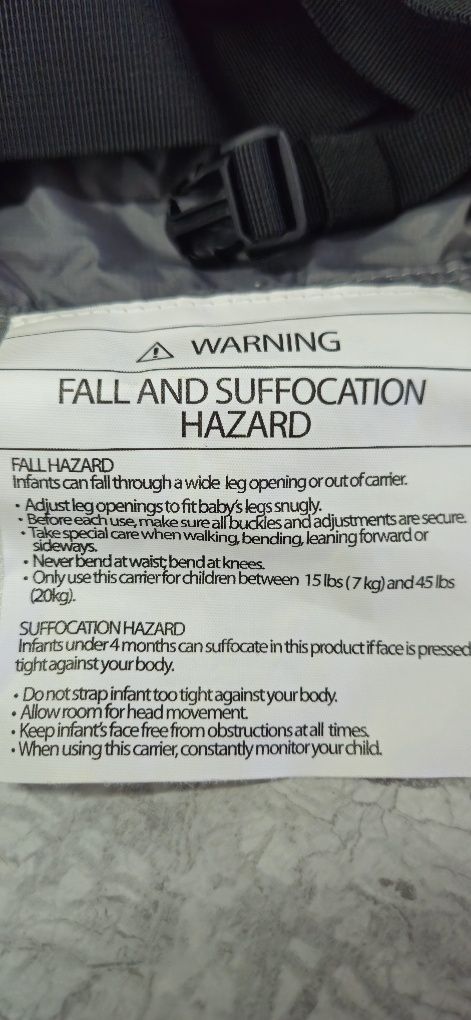 ⚠ WARNING
FALL AND SUFFOCATION
HAZARD
FALL HAZARD
Infants can fall through a wide leg opening or out of carrier.
• Adjust leg openings to fit baby's legs snugly.
• Before each use, make sure all buckles and adjustments are secure.
• Take special care when walking, bending, leaning forward or
sideways.
• Never bend at waist; bend at knees.
• Only use this carrier for children between 15 lbs (7 kg) and 45 lbs
(20kg).
SUFFOCATION HAZARD
Infants under 4 months can suffocate in this product if face is pressed
tight against your body.
• Do not strap infant too tight against your body.
• Allow room for head movement.
• Keep infant's face free from obstructions at all times.
• When using this carrier, constantly monitor your child.